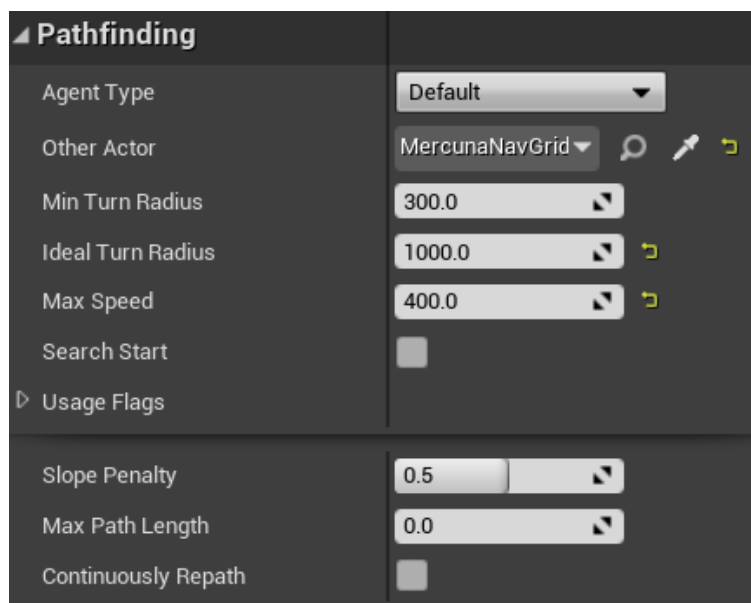 Pathfinding
Agent Type Default
Other Actor MercunaNavGrid
Min Turn Radius 300.0
Ideal Turn Radius 1000.0
Max Speed 400.0
Search Start
Usage Flags
Slope Penalty 0.5
Max Path Length 0.0
Continuously Repath